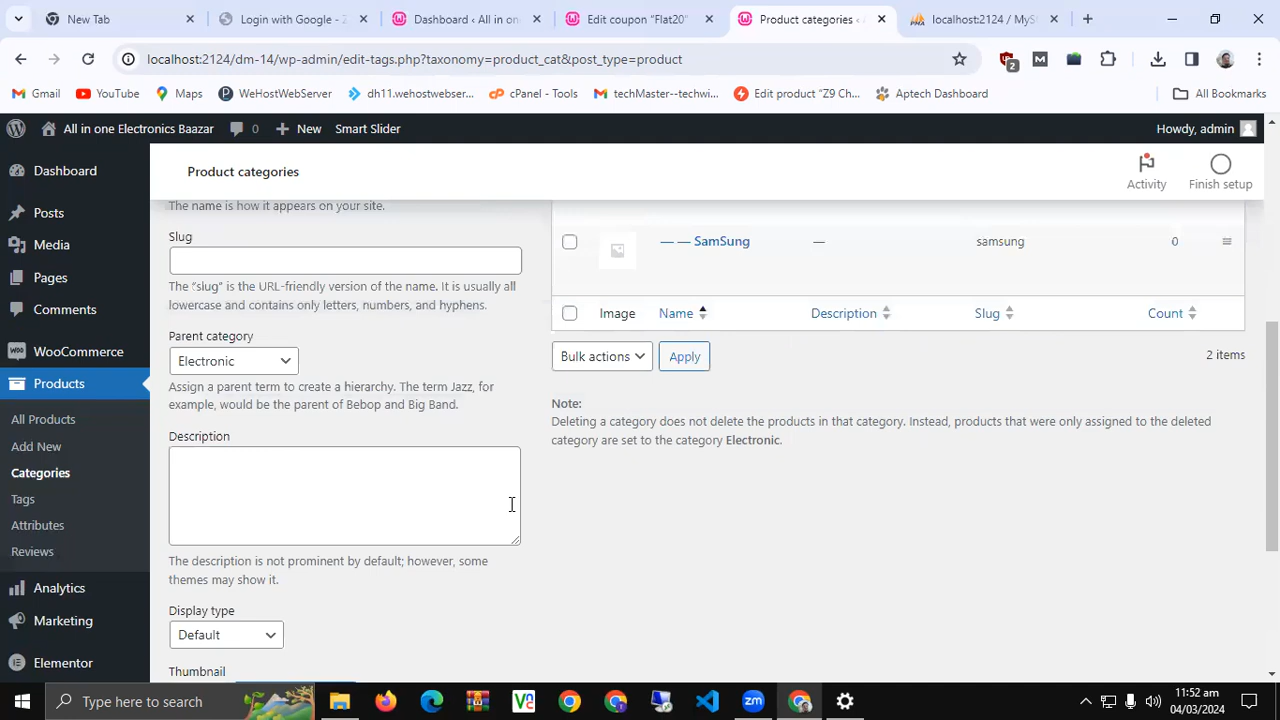 New Tab
Login with Google - Z
Dashboard ‹ All in one
Edit coupon “Flat20”
Product categories ‹ A
localhost:2124 / MyS
localhost:2124/dm-14/wp-admin/edit-tags.php?taxonomy=product_cat&post_type=product
2
Gmail
YouTube
Maps
WeHostWebServer
dh11.wehostwebser...
cPanel - Tools
techMaster--techwi...
Edit product “Z9 Ch...
Aptech Dashboard
All Bookmarks
All in one Electronics Baazar
0
New
Smart Slider
Howdy, admin
Dashboard
Posts
Media
Pages
Comments
WooCommerce
Products
All Products
Add New
Categories
Tags
Attributes
Reviews
Analytics
Marketing
Elementor
Product categories
Activity
Finish setup
The name is how it appears on your site.
Slug
The “slug” is the URL-friendly version of the name. It is usually all
lowercase and contains only letters, numbers, and hyphens.
Parent category
Electronic
Assign a parent term to create a hierarchy. The term Jazz, for
example, would be the parent of Bebop and Big Band.
Description
The description is not prominent by default; however, some
themes may show it.
Display type
Default
Thumbnail
— — SamSung
—
samsung
0
Image
Name
Description
Slug
Count
Bulk actions
Apply
2 items
Note:
Deleting a category does not delete the products in that category. Instead, products that were only assigned to the deleted
category are set to the category Electronic.
Type here to search
zm
11:52 am
04/03/2024